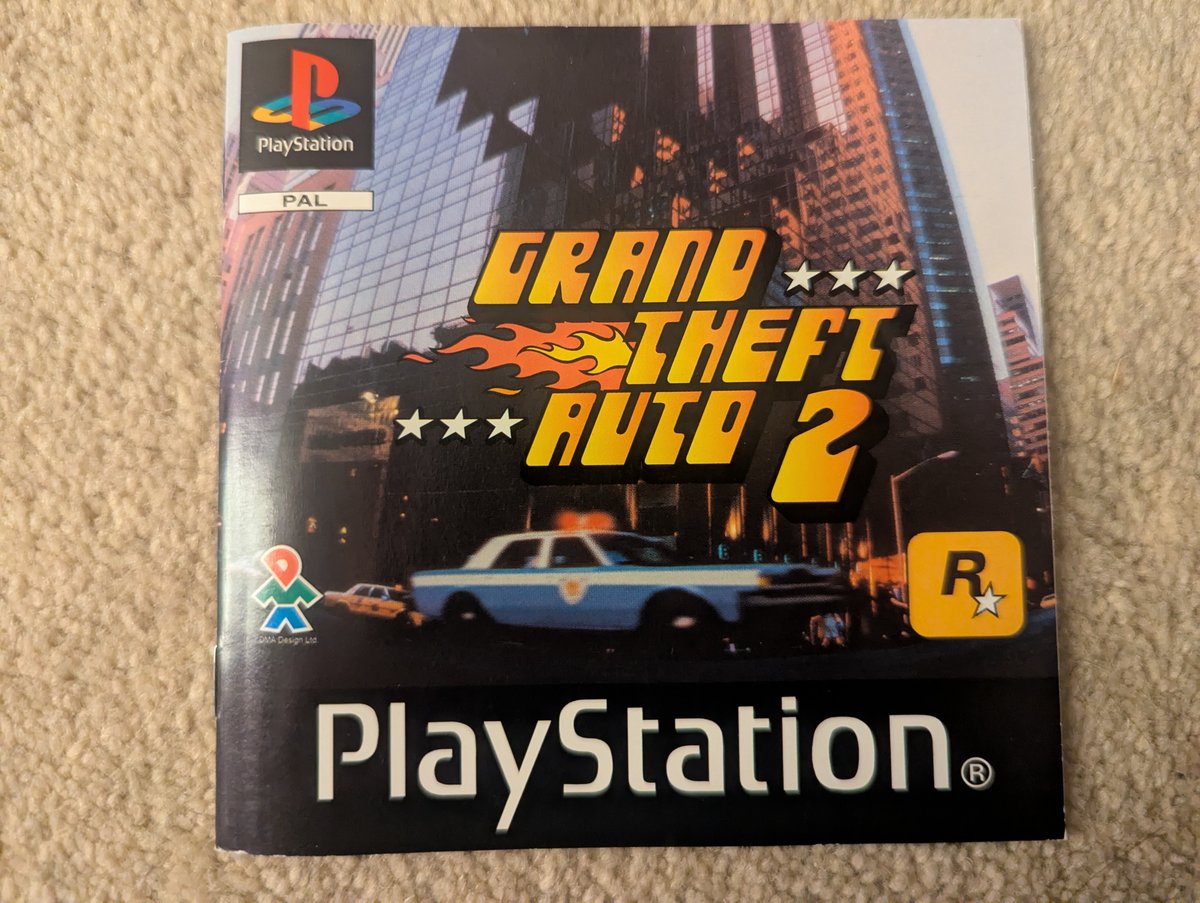 PlayStation
PAL
GRAND
THEFT
AUTO 2
DMA Design Ltd.
R
PlayStation®